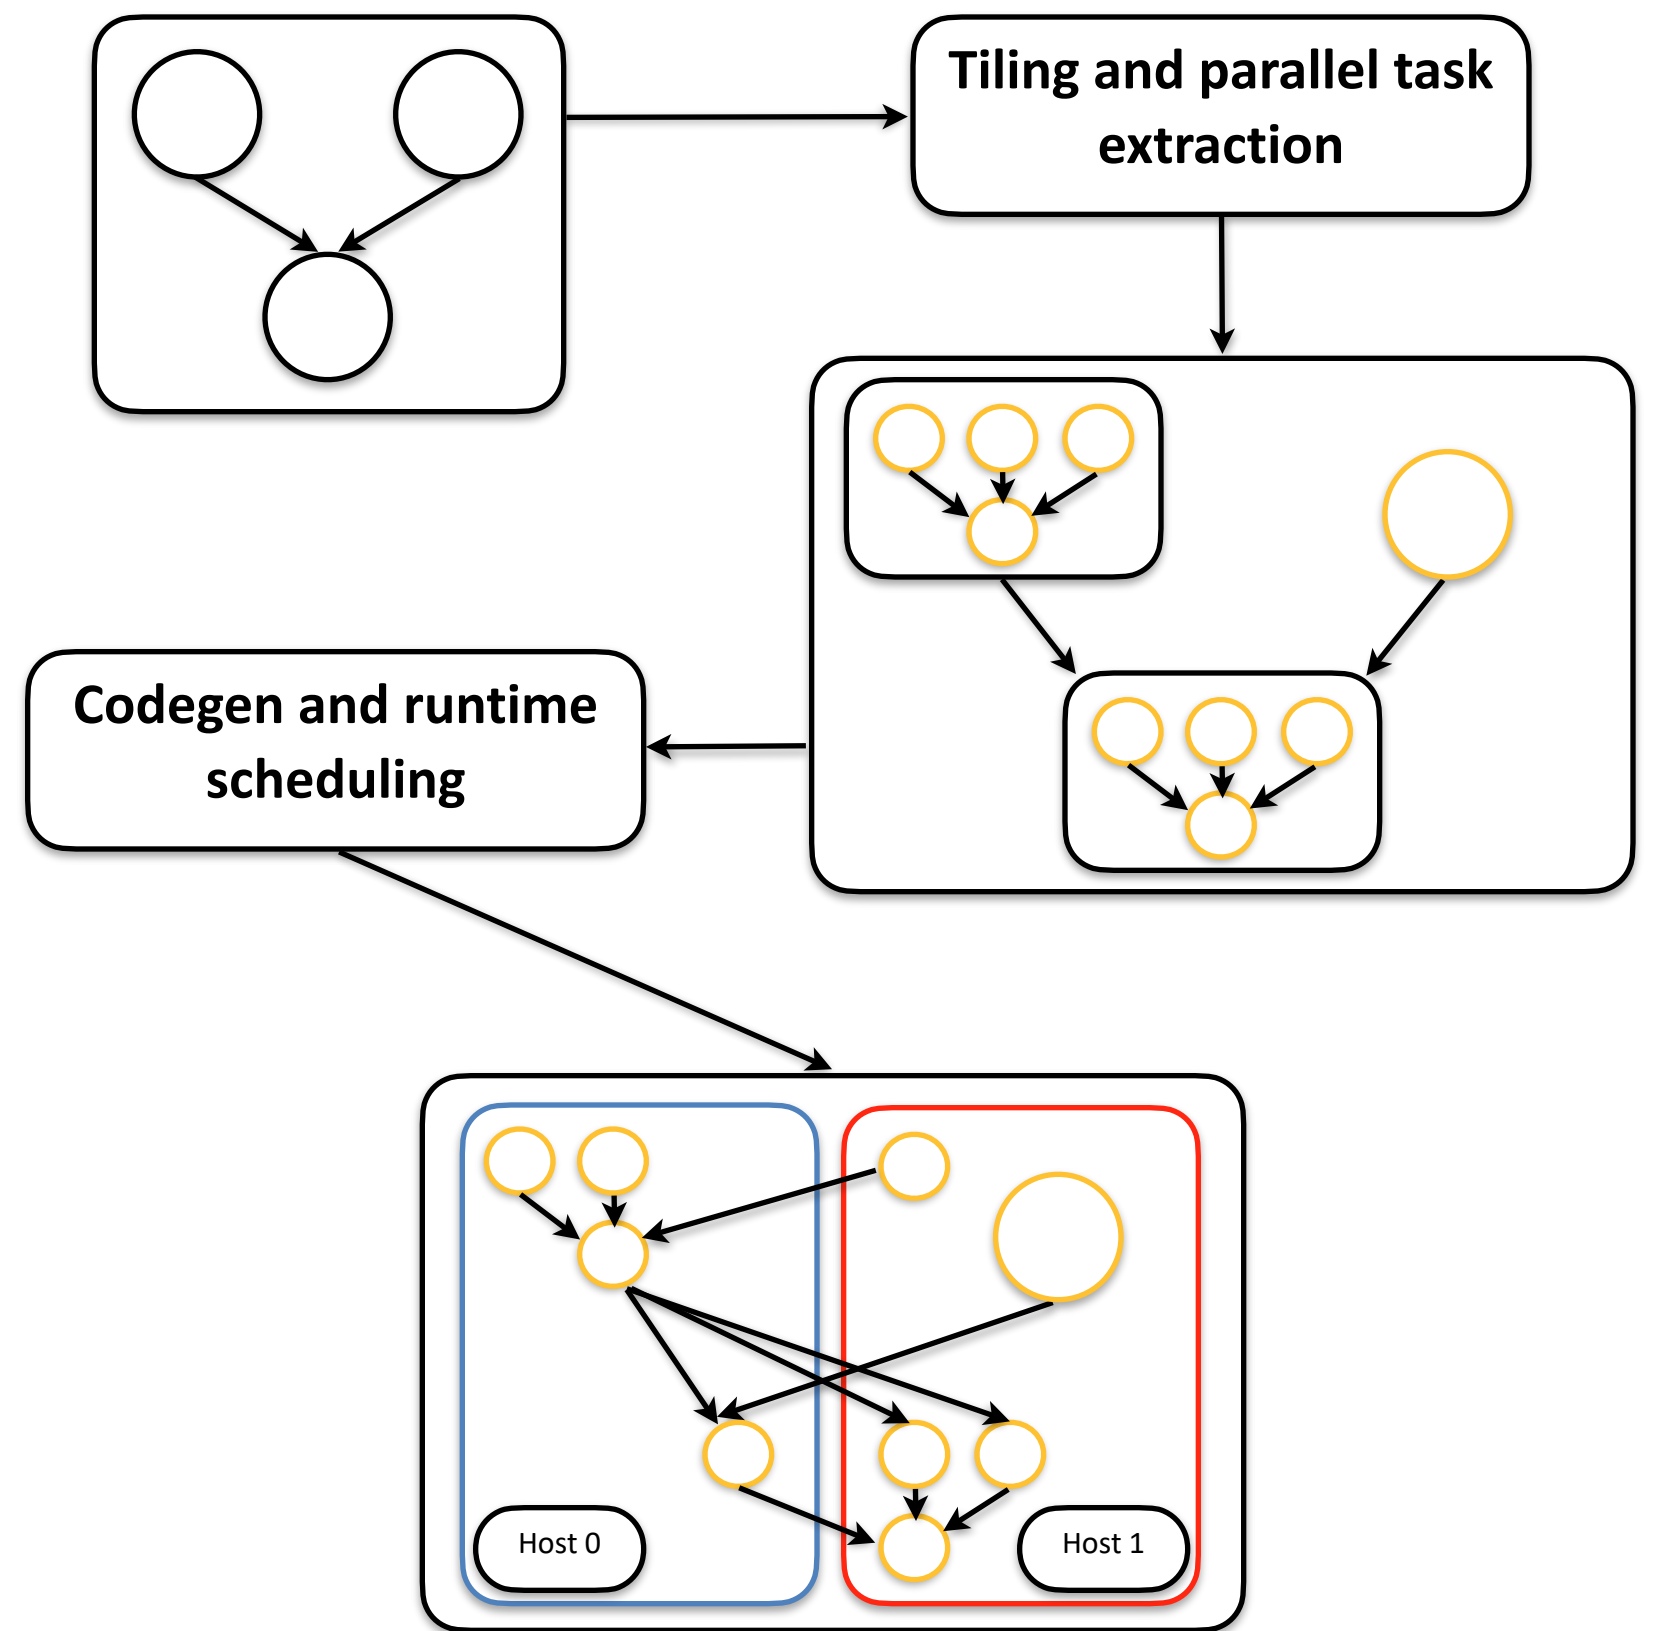 Tiling and parallel task
extraction
Codegen and runtime
scheduling
Host 0
Host 1